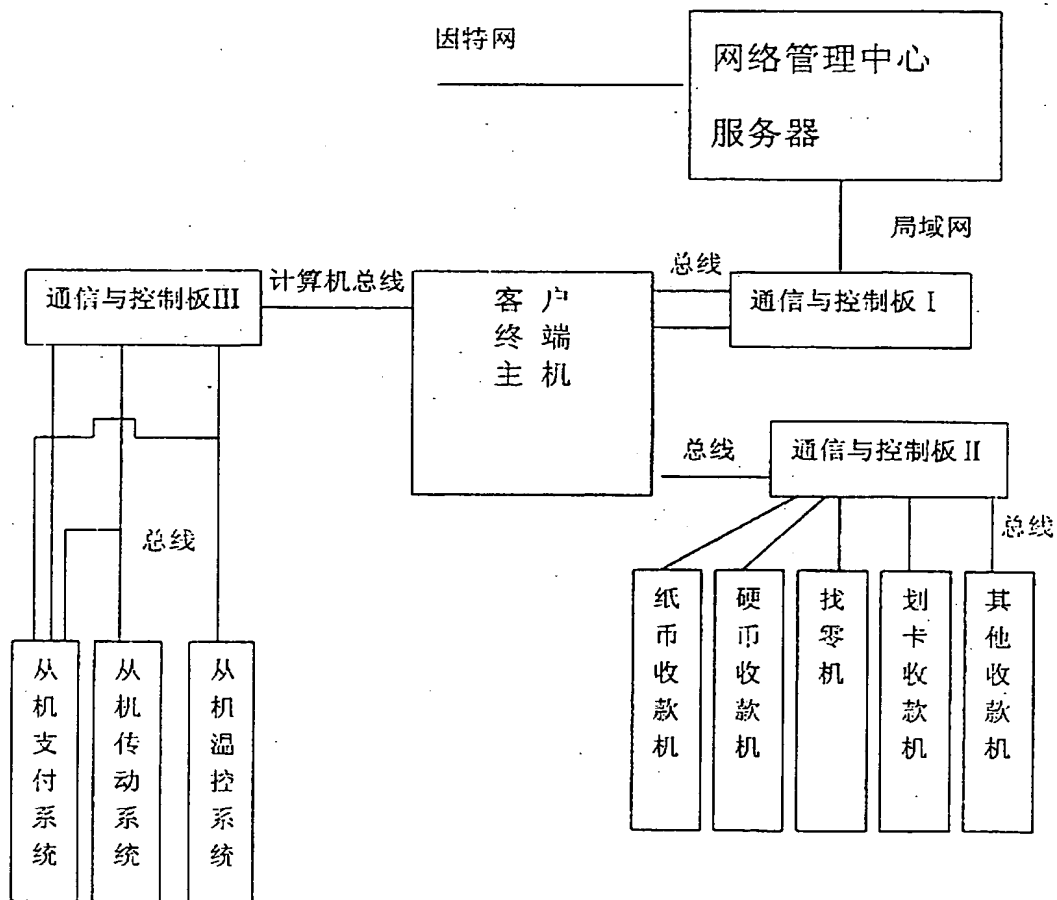 因特网
网络管理中心
服务器
局域网
总线
计算机总线
通信与控制板III
客户
终端
主机
通信与控制板 I
总线
通信与控制板 II
总线
总线
纸币收款机
硬币收款机
找零机
划卡收款机
其他收款机
从机支付系统
从机传动系统
从机温控系统